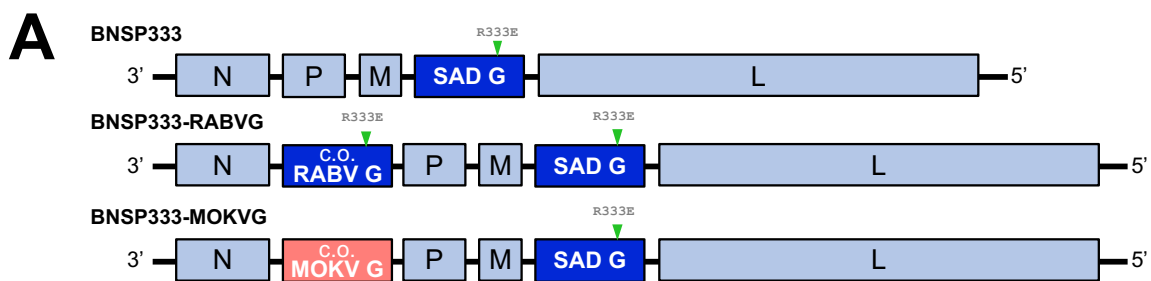 A
BNSP333
R333E
3’ N P M SAD G L 5’
BNSP333-RABVG
R333E R333E
3’ N C.O. RABV G P M SAD G L 5’
BNSP333-MOKVG
R333E
3’ N C.O. MOKV G P M SAD G L 5’